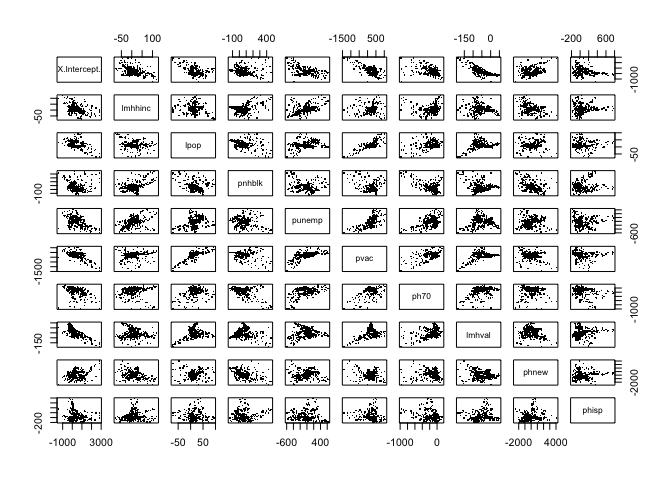 -50 100 -100 400 -1500 500 -150 0 -200 600
X.Intercept. -1000
-50 lmhhinc
lpop -50
-100 pnhblk
punemp -600
-1500 pvac
ph70 -1000
-150 lmhval
phnew -2000
-200 phisp
-1000 3000 -50 50 -600 400 -1000 0 -2000 4000